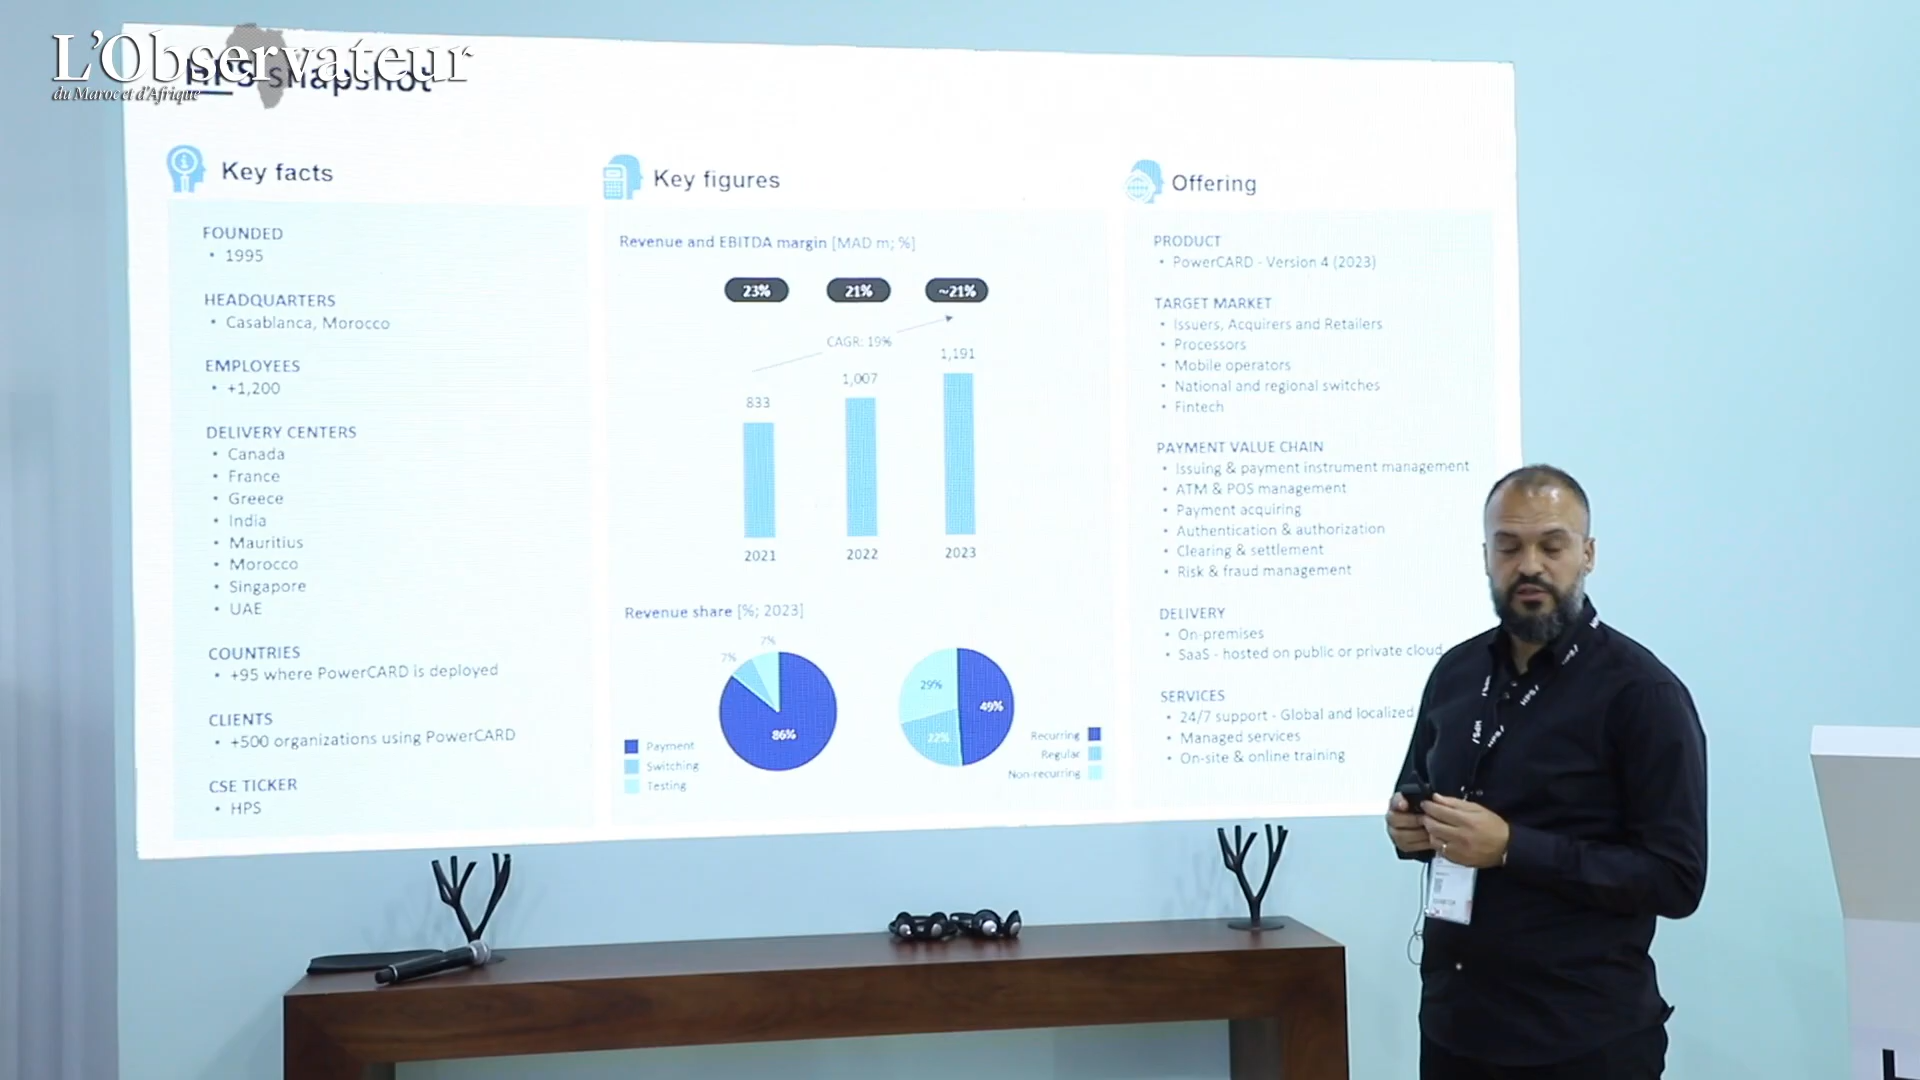 L'Observateur
du Maroc et d'Afrique
HPS snapshot
Key facts
FOUNDED
• 1995
HEADQUARTERS
• Casablanca, Morocco
EMPLOYEES
• +1,200
DELIVERY CENTERS
• Canada
• France
• Greece
• India
• Mauritius
• Morocco
• Singapore
• UAE
COUNTRIES
• +95 where PowerCARD is deployed
CLIENTS
• +500 organizations using PowerCARD
CSE TICKER
• HPS
Key figures
Revenue and EBITDA margin [MAD m; %]
23% 21% ~21%
CAGR: 19%
833 1,007 1,191
2021 2022 2023
Revenue share [%; 2023]
7%
7%
86%
Payment
Switching
Testing
29%
49%
22%
Recurring
Regular
Non-recurring
Offering
PRODUCT
• PowerCARD - Version 4 (2023)
TARGET MARKET
• Issuers, Acquirers and Retailers
• Processors
• Mobile operators
• National and regional switches
• Fintech
PAYMENT VALUE CHAIN
• Issuing & payment instrument management
• ATM & POS management
• Payment acquiring
• Authentication & authorization
• Clearing & settlement
• Risk & fraud management
DELIVERY
• On-premises
• SaaS - hosted on public or private cloud
SERVICES
• 24/7 support - Global and localized
• Managed services
• On-site & online training
HPS/
HPS/